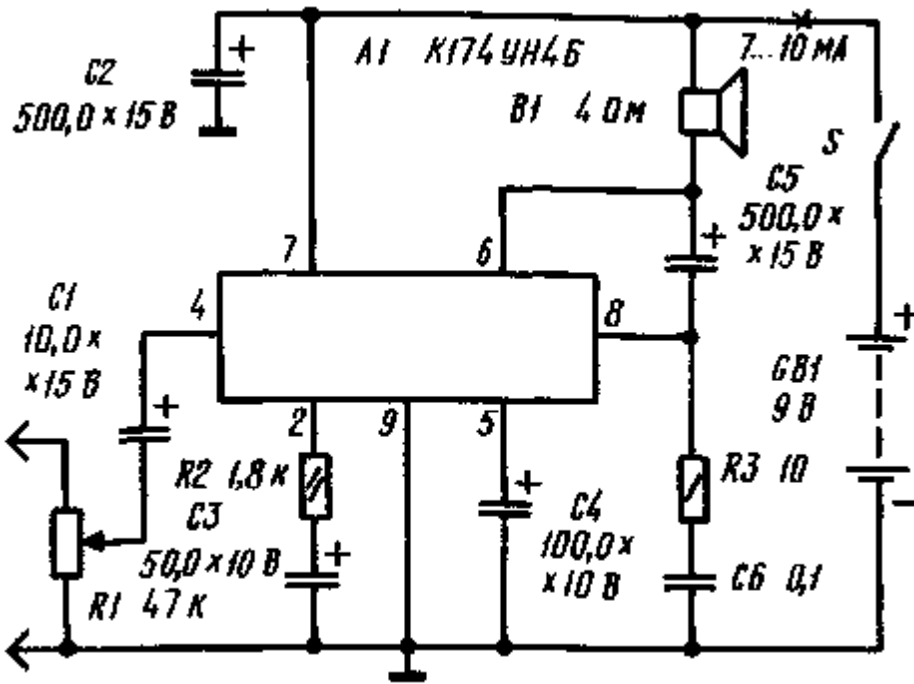 A1 К174УН4Б
7...10 МА
C2
500,0 × 15 В
B1 4 Ом
S
C5
500,0 ×
× 15 В
7
6
C1
10,0 ×
× 15 В
4
8
+
GB1
9 В
2
9
5
R2 1,8 к
C3
50,0 × 10 В
C4
100,0 ×
× 10 В
R3 10
C6 0,1
R1 47 к
+
+
+
+
+
−